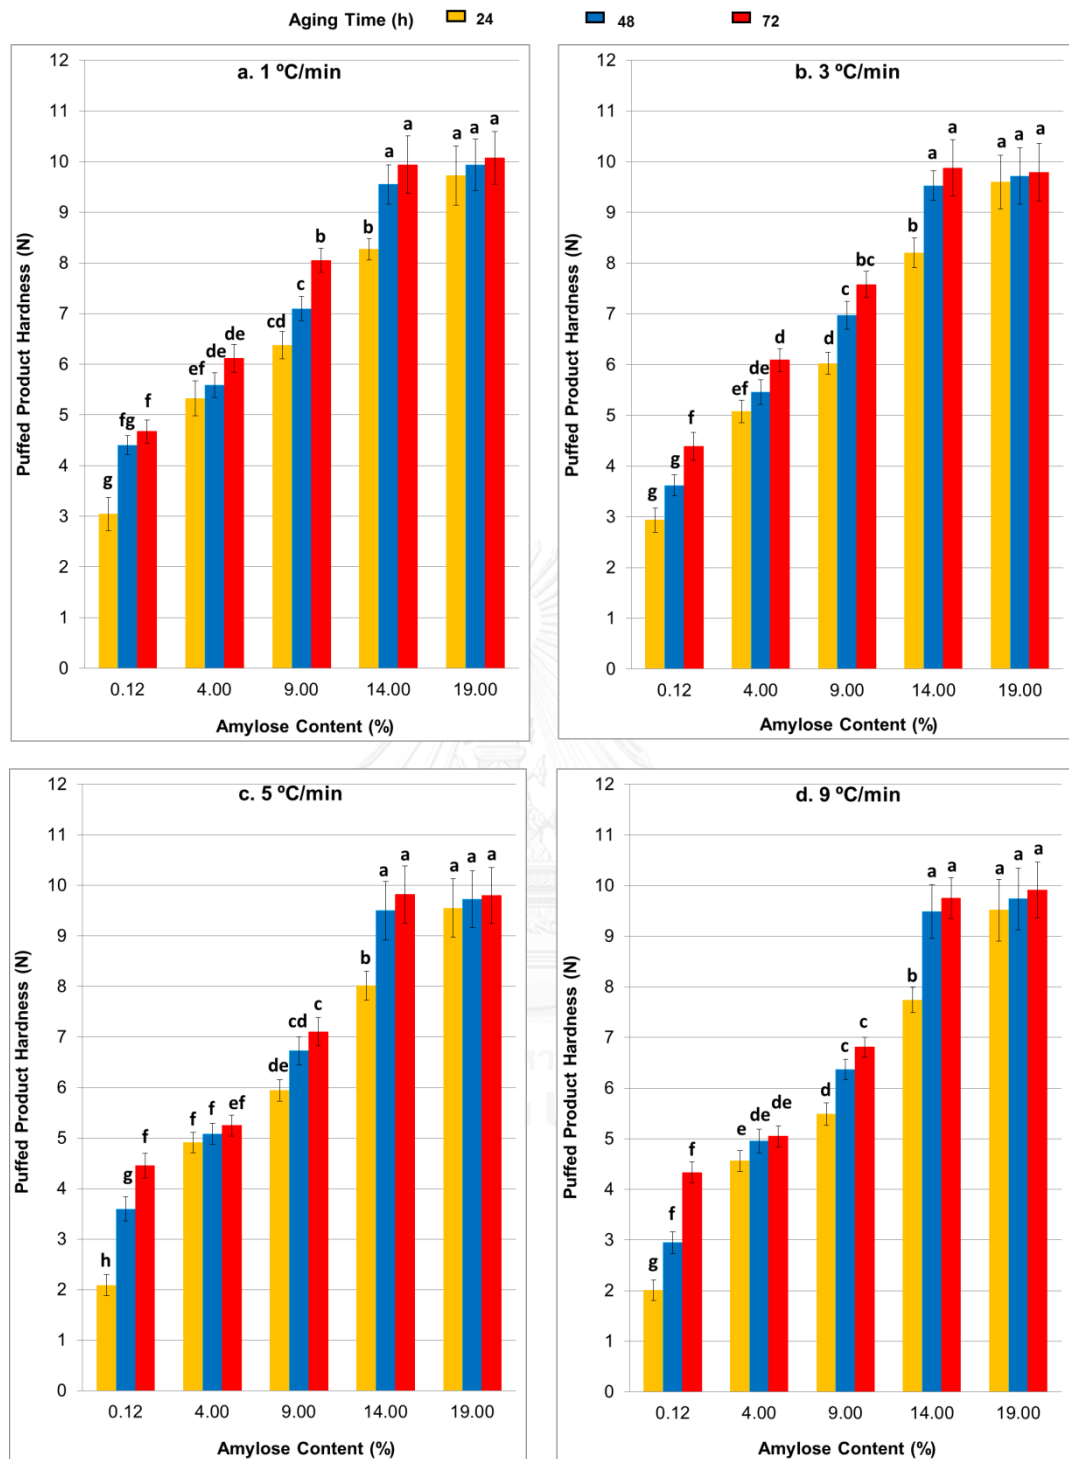 Aging Time (h) 24 48 72
a. 1 ºC/min
12
11
10
9
8
7
6
5
4
3
2
1
0
Puffed Product Hardness (N)
g fg f ef de de cd c b b a a a a a
0.12 4.00 9.00 14.00 19.00
Amylose Content (%)
b. 3 ºC/min
12
11
10
9
8
7
6
5
4
3
2
1
0
Puffed Product Hardness (N)
g g f ef de d d c bc b a a a a a
0.12 4.00 9.00 14.00 19.00
Amylose Content (%)
c. 5 ºC/min
12
11
10
9
8
7
6
5
4
3
2
1
0
Puffed Product Hardness (N)
h g f f f ef de cd c b a a a a a
0.12 4.00 9.00 14.00 19.00
Amylose Content (%)
d. 9 ºC/min
12
11
10
9
8
7
6
5
4
3
2
1
0
Puffed Product Hardness (N)
g f f e de de d c c b a a a a a
0.12 4.00 9.00 14.00 19.00
Amylose Content (%)